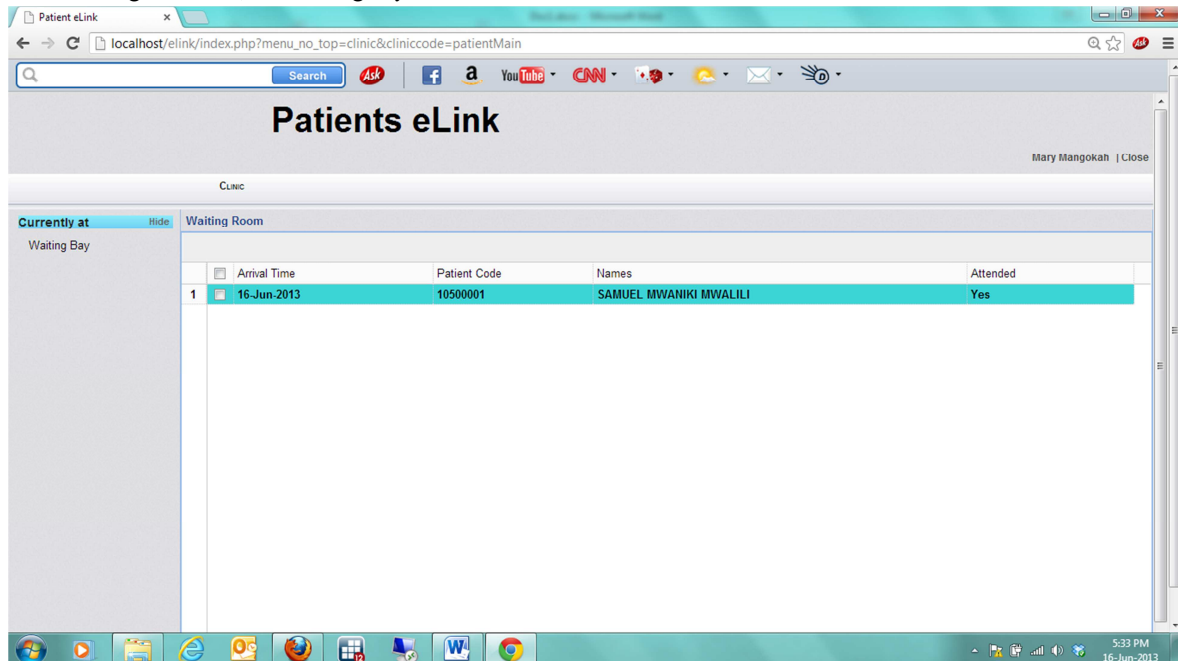 Patient eLink
localhost/elink/index.php?menu_no_top=clinic&cliniccode=patientMain
Search Ask a YouTube CNN
Patients eLink
Mary Mangokah | Close
Clinic
Currently at Hide Waiting Room
Waiting Bay
Arrival Time Patient Code Names Attended
1 16-Jun-2013 10500001 SAMUEL MWANIKI MWALILI Yes
5:33 PM
16-Jun-2013